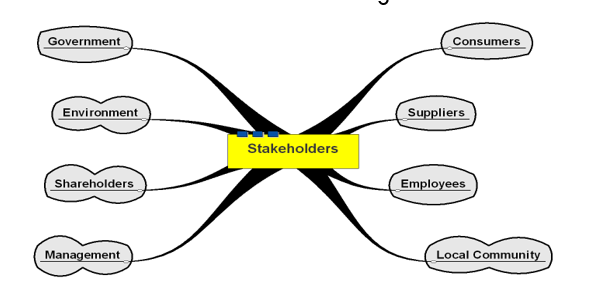 Government
Consumers
Environment
Suppliers
Stakeholders
Shareholders
Employees
Management
Local Community